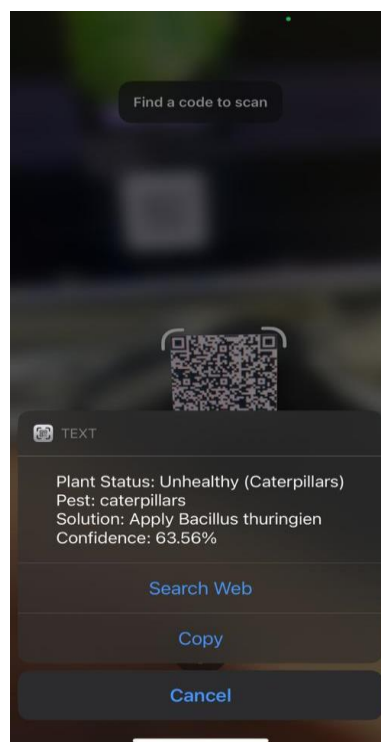 Find a code to scan
TEXT
Plant Status: Unhealthy (Caterpillars)
Pest: caterpillars
Solution: Apply Bacillus thuringien
Confidence: 63.56%
Search Web
Copy
Cancel